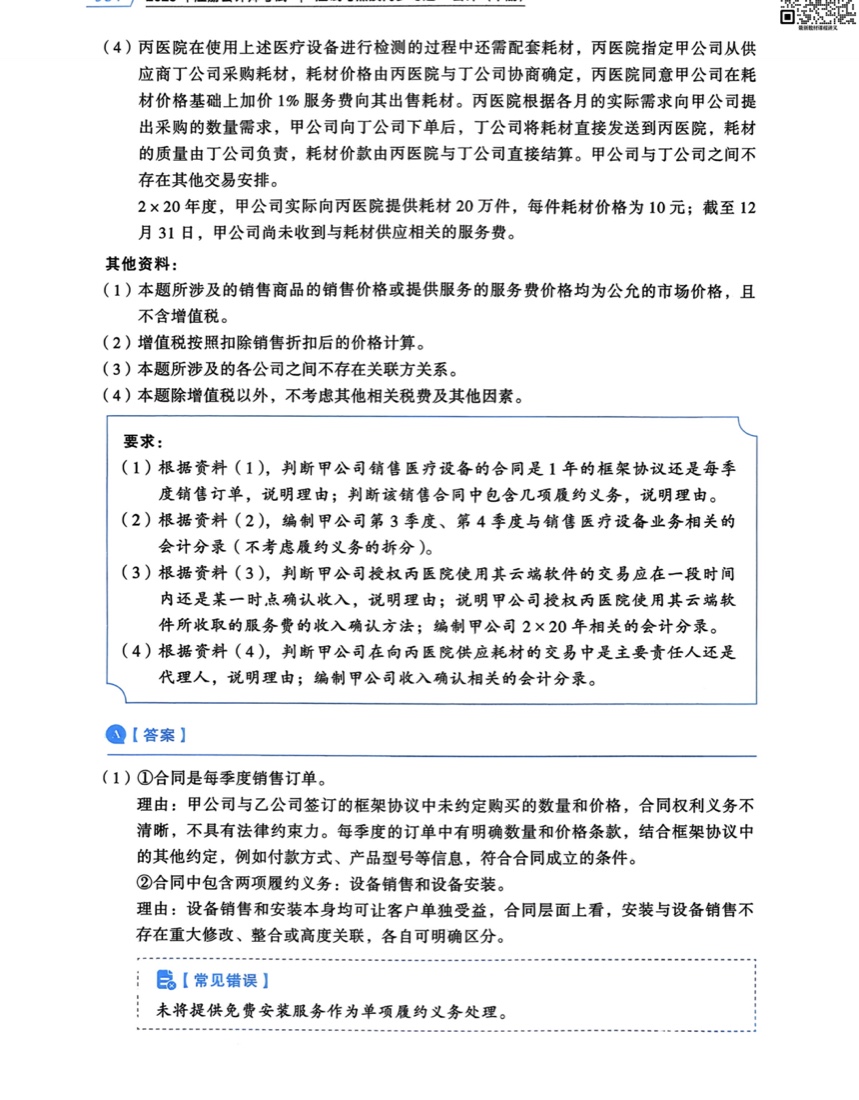 （4）丙医院在使用上述医疗设备进行检测的过程中还需配套耗材，丙医院指定甲公司从供
应商丁公司采购耗材，耗材价格由丙医院与丁公司协商确定，丙医院同意甲公司在耗
材价格基础上加价 1% 服务费向其出售耗材。丙医院根据各月的实际需求向甲公司提
出采购的数量需求，甲公司向丁公司下单后，丁公司将耗材直接发送到丙医院，耗材
的质量由丁公司负责，耗材价款由丙医院与丁公司直接结算。甲公司与丁公司之间不
存在其他交易安排。
2×20 年度，甲公司实际向丙医院提供耗材 20 万件，每件耗材价格为 10 元；截至 12
月 31 日，甲公司尚未收到与耗材供应相关的服务费。
其他资料：
（1）本题所涉及的销售商品的销售价格或提供服务的服务费价格均为公允的市场价格，且
不含增值税。
（2）增值税按照扣除销售折扣后的价格计算。
（3）本题所涉及的各公司之间不存在关联方关系。
（4）本题除增值税以外，不考虑其他相关税费及其他因素。
要求：
（1）根据资料（1），判断甲公司销售医疗设备的合同是 1 年的框架协议还是每季
度销售订单，说明理由；判断该销售合同中包含几项履约义务，说明理由。
（2）根据资料（2），编制甲公司第 3 季度、第 4 季度与销售医疗设备业务相关的
会计分录（不考虑履约义务的拆分）。
（3）根据资料（3），判断甲公司授权丙医院使用其云端软件的交易应在一段时间
内还是某一时点确认收入，说明理由；说明甲公司授权丙医院使用其云端软
件所收取的服务费的收入确认方法；编制甲公司 2×20 年相关的会计分录。
（4）根据资料（4），判断甲公司在向丙医院供应耗材的交易中是主要责任人还是
代理人，说明理由；编制甲公司收入确认相关的会计分录。
A【答案】
（1）①合同是每季度销售订单。
理由：甲公司与乙公司签订的框架协议中未约定购买的数量和价格，合同权利义务不
清晰，不具有法律约束力。每季度的订单中有明确数量和价格条款，结合框架协议中
的其他约定，例如付款方式、产品型号等信息，符合合同成立的条件。
②合同中包含两项履约义务：设备销售和设备安装。
理由：设备销售和安装本身均可让客户单独受益，合同层面上看，安装与设备销售不
存在重大修改、整合或高度关联，各自可明确区分。
【常见错误】
未将提供免费安装服务作为单项履约义务处理。